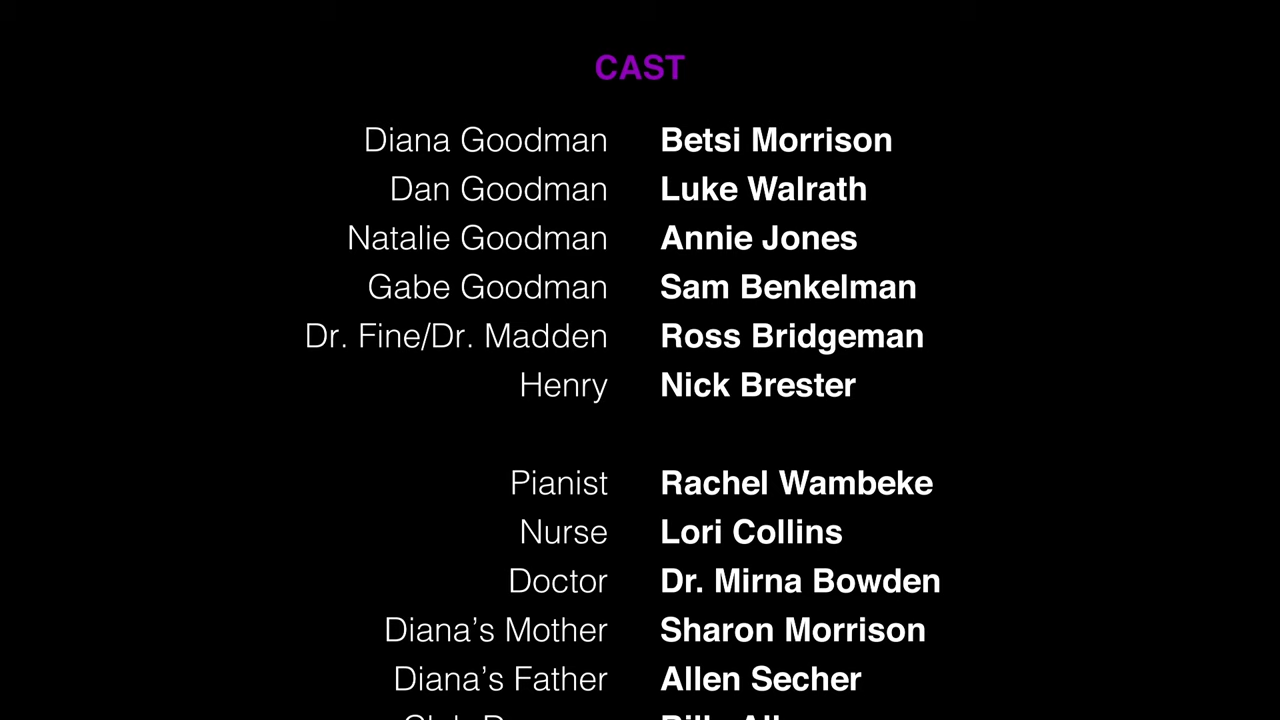 CAST
Diana Goodman Betsi Morrison
Dan Goodman Luke Walrath
Natalie Goodman Annie Jones
Gabe Goodman Sam Benkelman
Dr. Fine/Dr. Madden Ross Bridgeman
Henry Nick Brester
Pianist Rachel Wambeke
Nurse Lori Collins
Doctor Dr. Mirna Bowden
Diana’s Mother Sharon Morrison
Diana’s Father Allen Secher